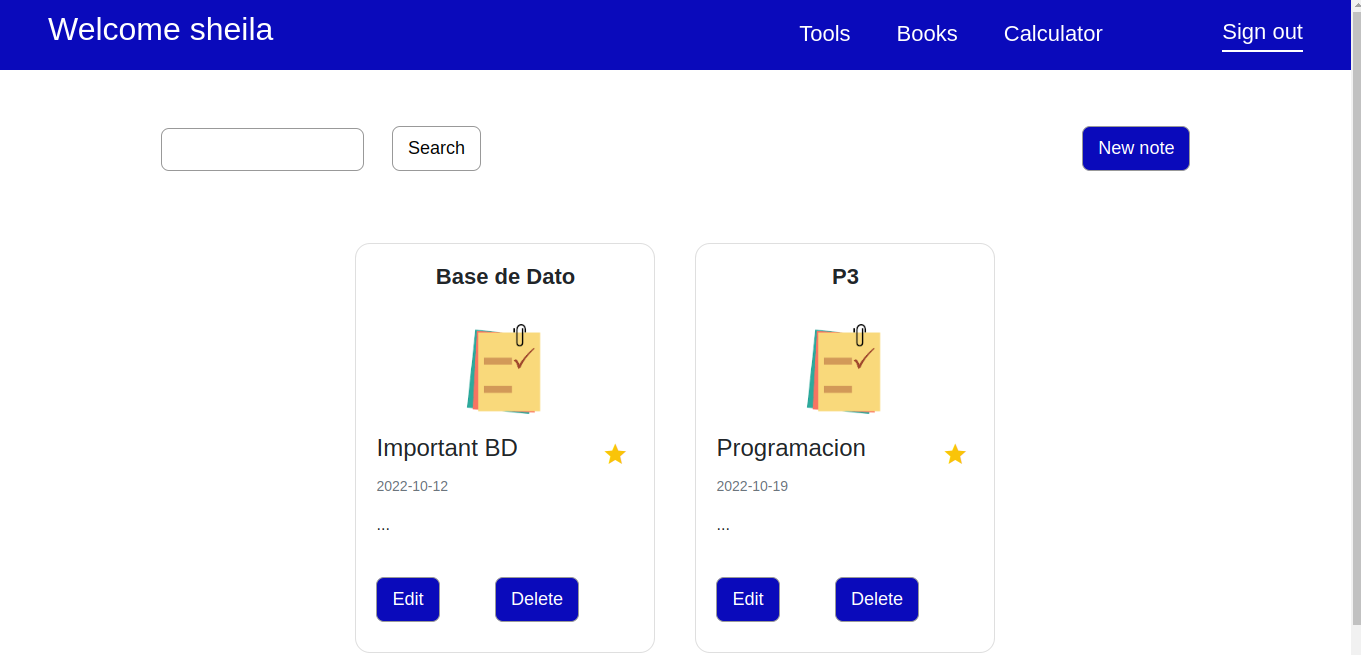 Welcome sheila
Tools Books Calculator Sign out
Search New note
Base de Dato
Important BD
2022-10-12
...
Edit Delete
P3
Programacion
2022-10-19
...
Edit Delete